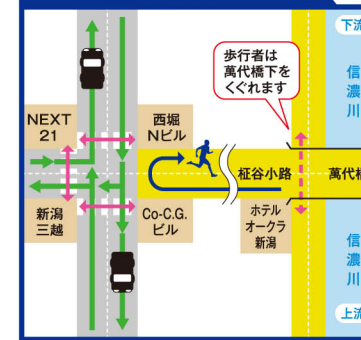 下流
歩行者は
萬代橋下を
くぐれます
信
濃
川
NEXT
21
西堀
Nビル
柾谷小路
萬代橋
新潟
三越
Co-C.G.
ビル
ホテル
オークラ
新潟
信
濃
川
上流